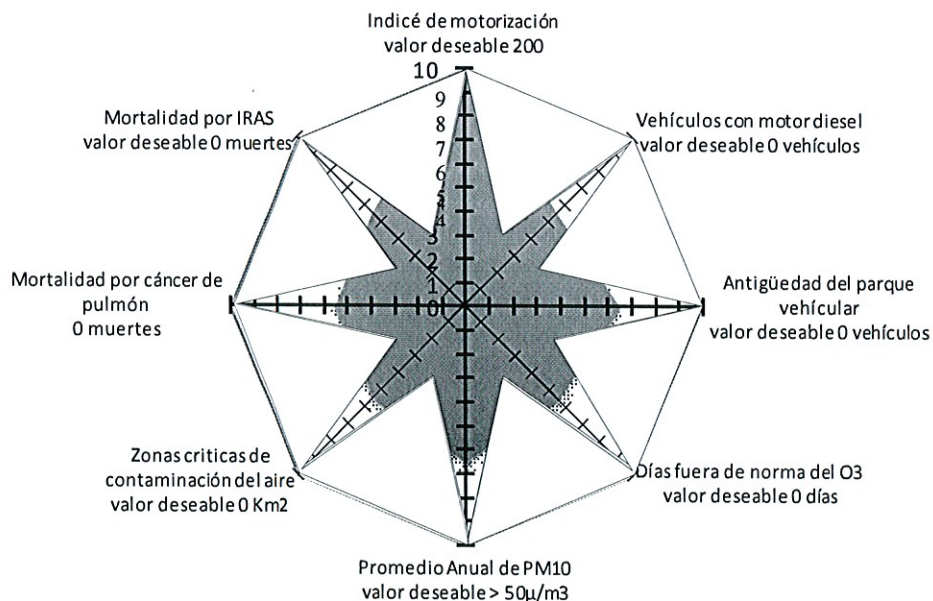 Indicé de motorización
valor deseable 200
10
9
8
7
6
5
4
3
2
1
0
Vehículos con motor diesel
valor deseable 0 vehículos
Antigüedad del parque
vehícular
valor deseable 0 vehículos
Días fuera de norma del O3
valor deseable 0 días
Promedio Anual de PM10
valor deseable > 50µ/m3
Zonas criticas de
contaminación del aire
valor deseable 0 Km2
Mortalidad por cáncer de
pulmón
0 muertes
Mortalidad por IRAS
valor deseable 0 muertes